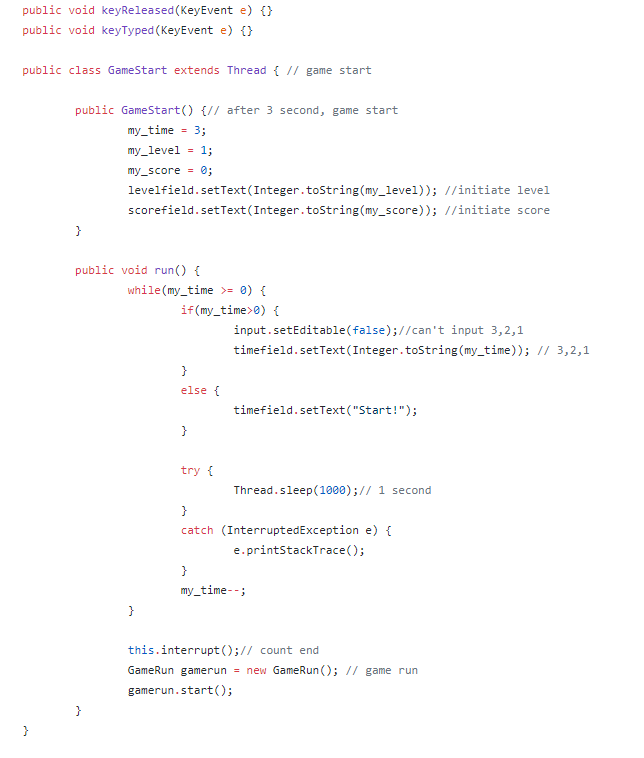 public void keyReleased(KeyEvent e) {}
public void keyTyped(KeyEvent e) {}
public class GameStart extends Thread { // game start
public GameStart() {// after 3 second, game start
my_time = 3;
my_level = 1;
my_score = 0;
levelfield.setText(Integer.toString(my_level)); //initiate level
scorefield.setText(Integer.toString(my_score)); //initiate score
}
public void run() {
while(my_time >= 0) {
if(my_time>0) {
input.setEditable(false);//can't input 3,2,1
timefield.setText(Integer.toString(my_time)); // 3,2,1
}
else {
timefield.setText("Start!");
}
try {
Thread.sleep(1000);// 1 second
}
catch (InterruptedException e) {
e.printStackTrace();
}
my_time--;
}
this.interrupt();// count end
GameRun gamerun = new GameRun(); // game run
gamerun.start();
}
}